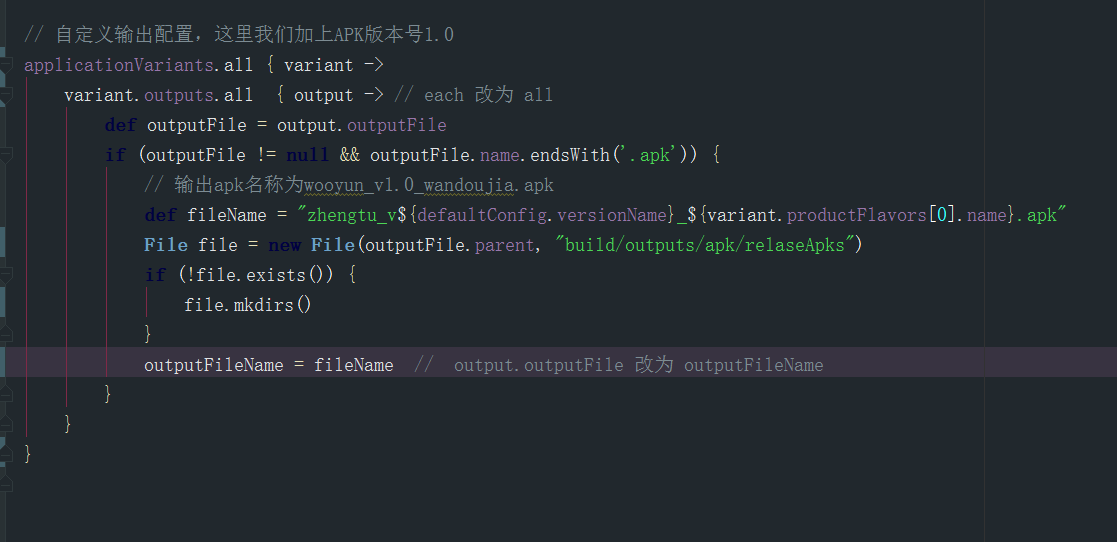 // 自定义输出配置，这里我们加上APK版本号1.0
applicationVariants.all { variant ->
variant.outputs.all  { output -> // each 改为 all
def outputFile = output.outputFile
if (outputFile != null && outputFile.name.endsWith('.apk')) {
// 输出apk名称为wooyun_v1.0_wandoujia.apk
def fileName = "zhengtu_v${defaultConfig.versionName}_${variant.productFlavors[0].name}.apk"
File file = new File(outputFile.parent, "build/outputs/apk/relaseApks")
if (!file.exists()) {
file.mkdirs()
}
outputFileName = fileName  //  output.outputFile 改为 outputFileName
}
}
}